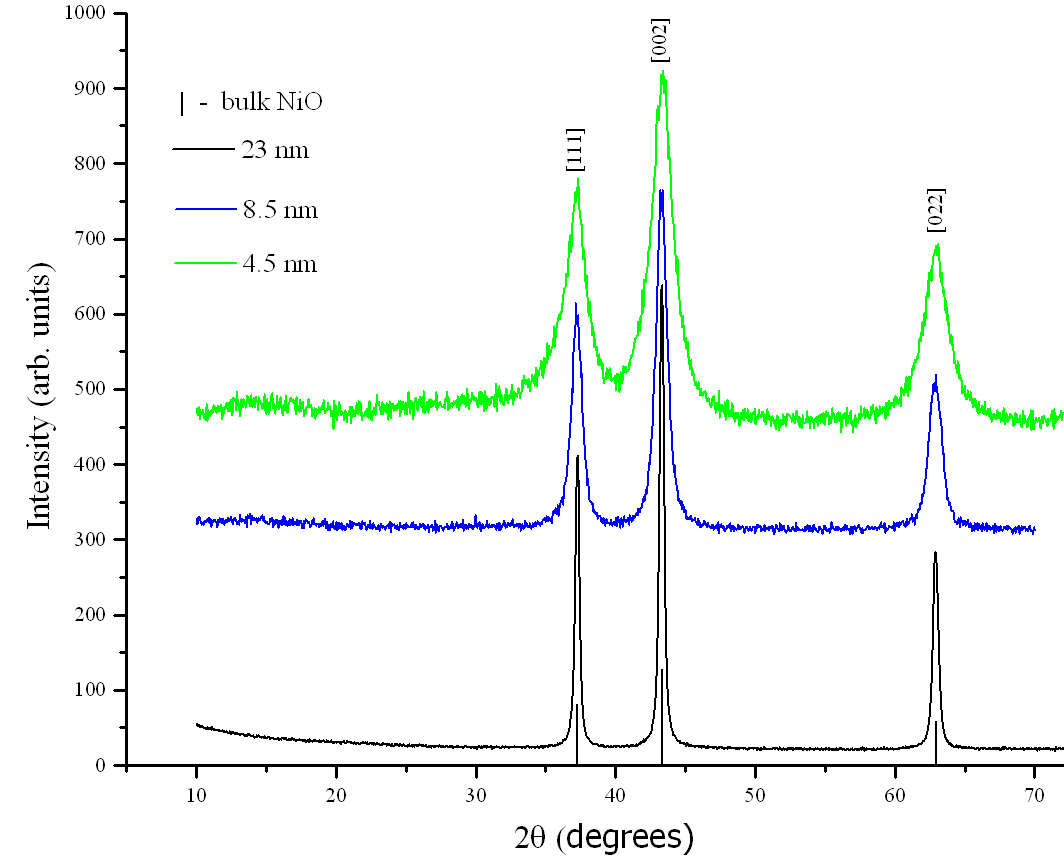 1000
900
800
700
600
500
400
300
200
100
0
Intensity (arb. units)
| - bulk NiO
23 nm
8.5 nm
4.5 nm
[111]
[002]
[022]
10 20 30 40 50 60 70
2θ (degrees)